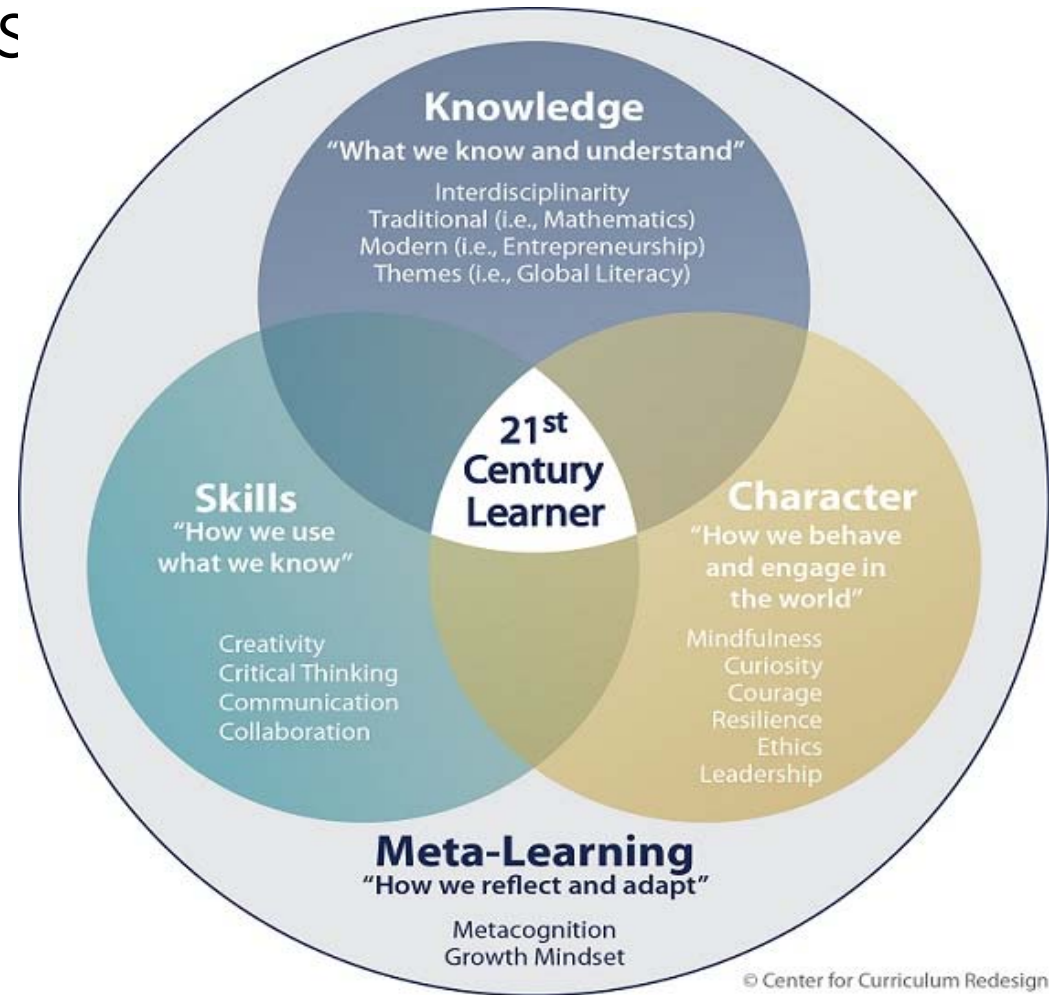 Knowledge
“What we know and understand”
Interdisciplinarity
Traditional (i.e., Mathematics)
Modern (i.e., Entrepreneurship)
Themes (i.e., Global Literacy)
21st
Century
Learner
Skills
“How we use
what we know”
Creativity
Critical Thinking
Communication
Collaboration
Character
“How we behave
and engage in
the world”
Mindfulness
Curiosity
Courage
Resilience
Ethics
Leadership
Meta-Learning
“How we reflect and adapt”
Metacognition
Growth Mindset
© Center for Curriculum Redesign